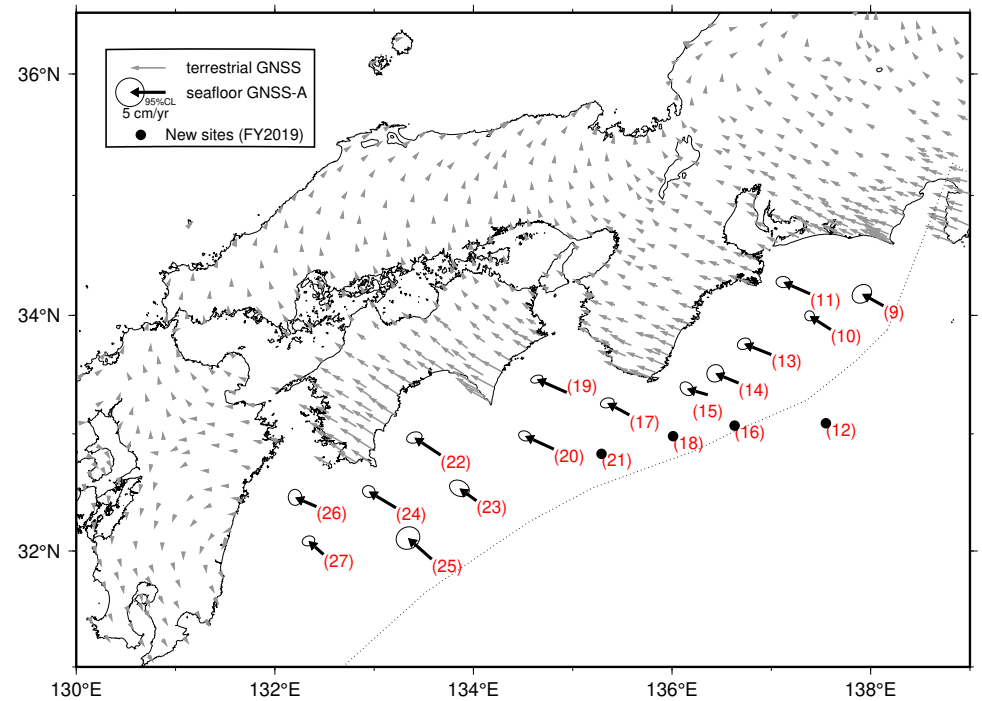 36°N
34°N
32°N
130°E
132°E
134°E
136°E
138°E
terrestrial GNSS
seafloor GNSS-A
95%CL
5 cm/yr
New sites (FY2019)
(11)
(9)
(10)
(13)
(14)
(19)
(15)
(17)
(16)
(12)
(18)
(20)
(21)
(22)
(23)
(26)
(24)
(27)
(25)